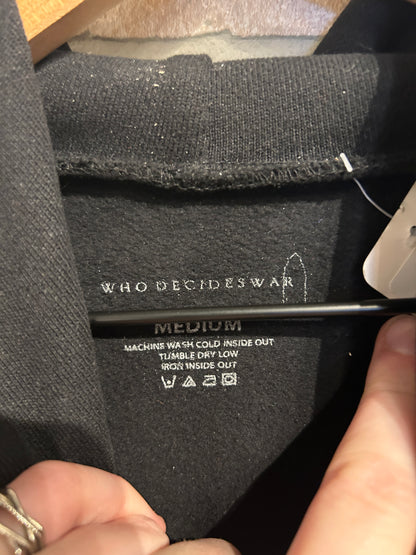 WHO DECIDES WAR
MEDIUM
MACHINE WASH COLD INSIDE OUT
TUMBLE DRY LOW
IRON INSIDE OUT